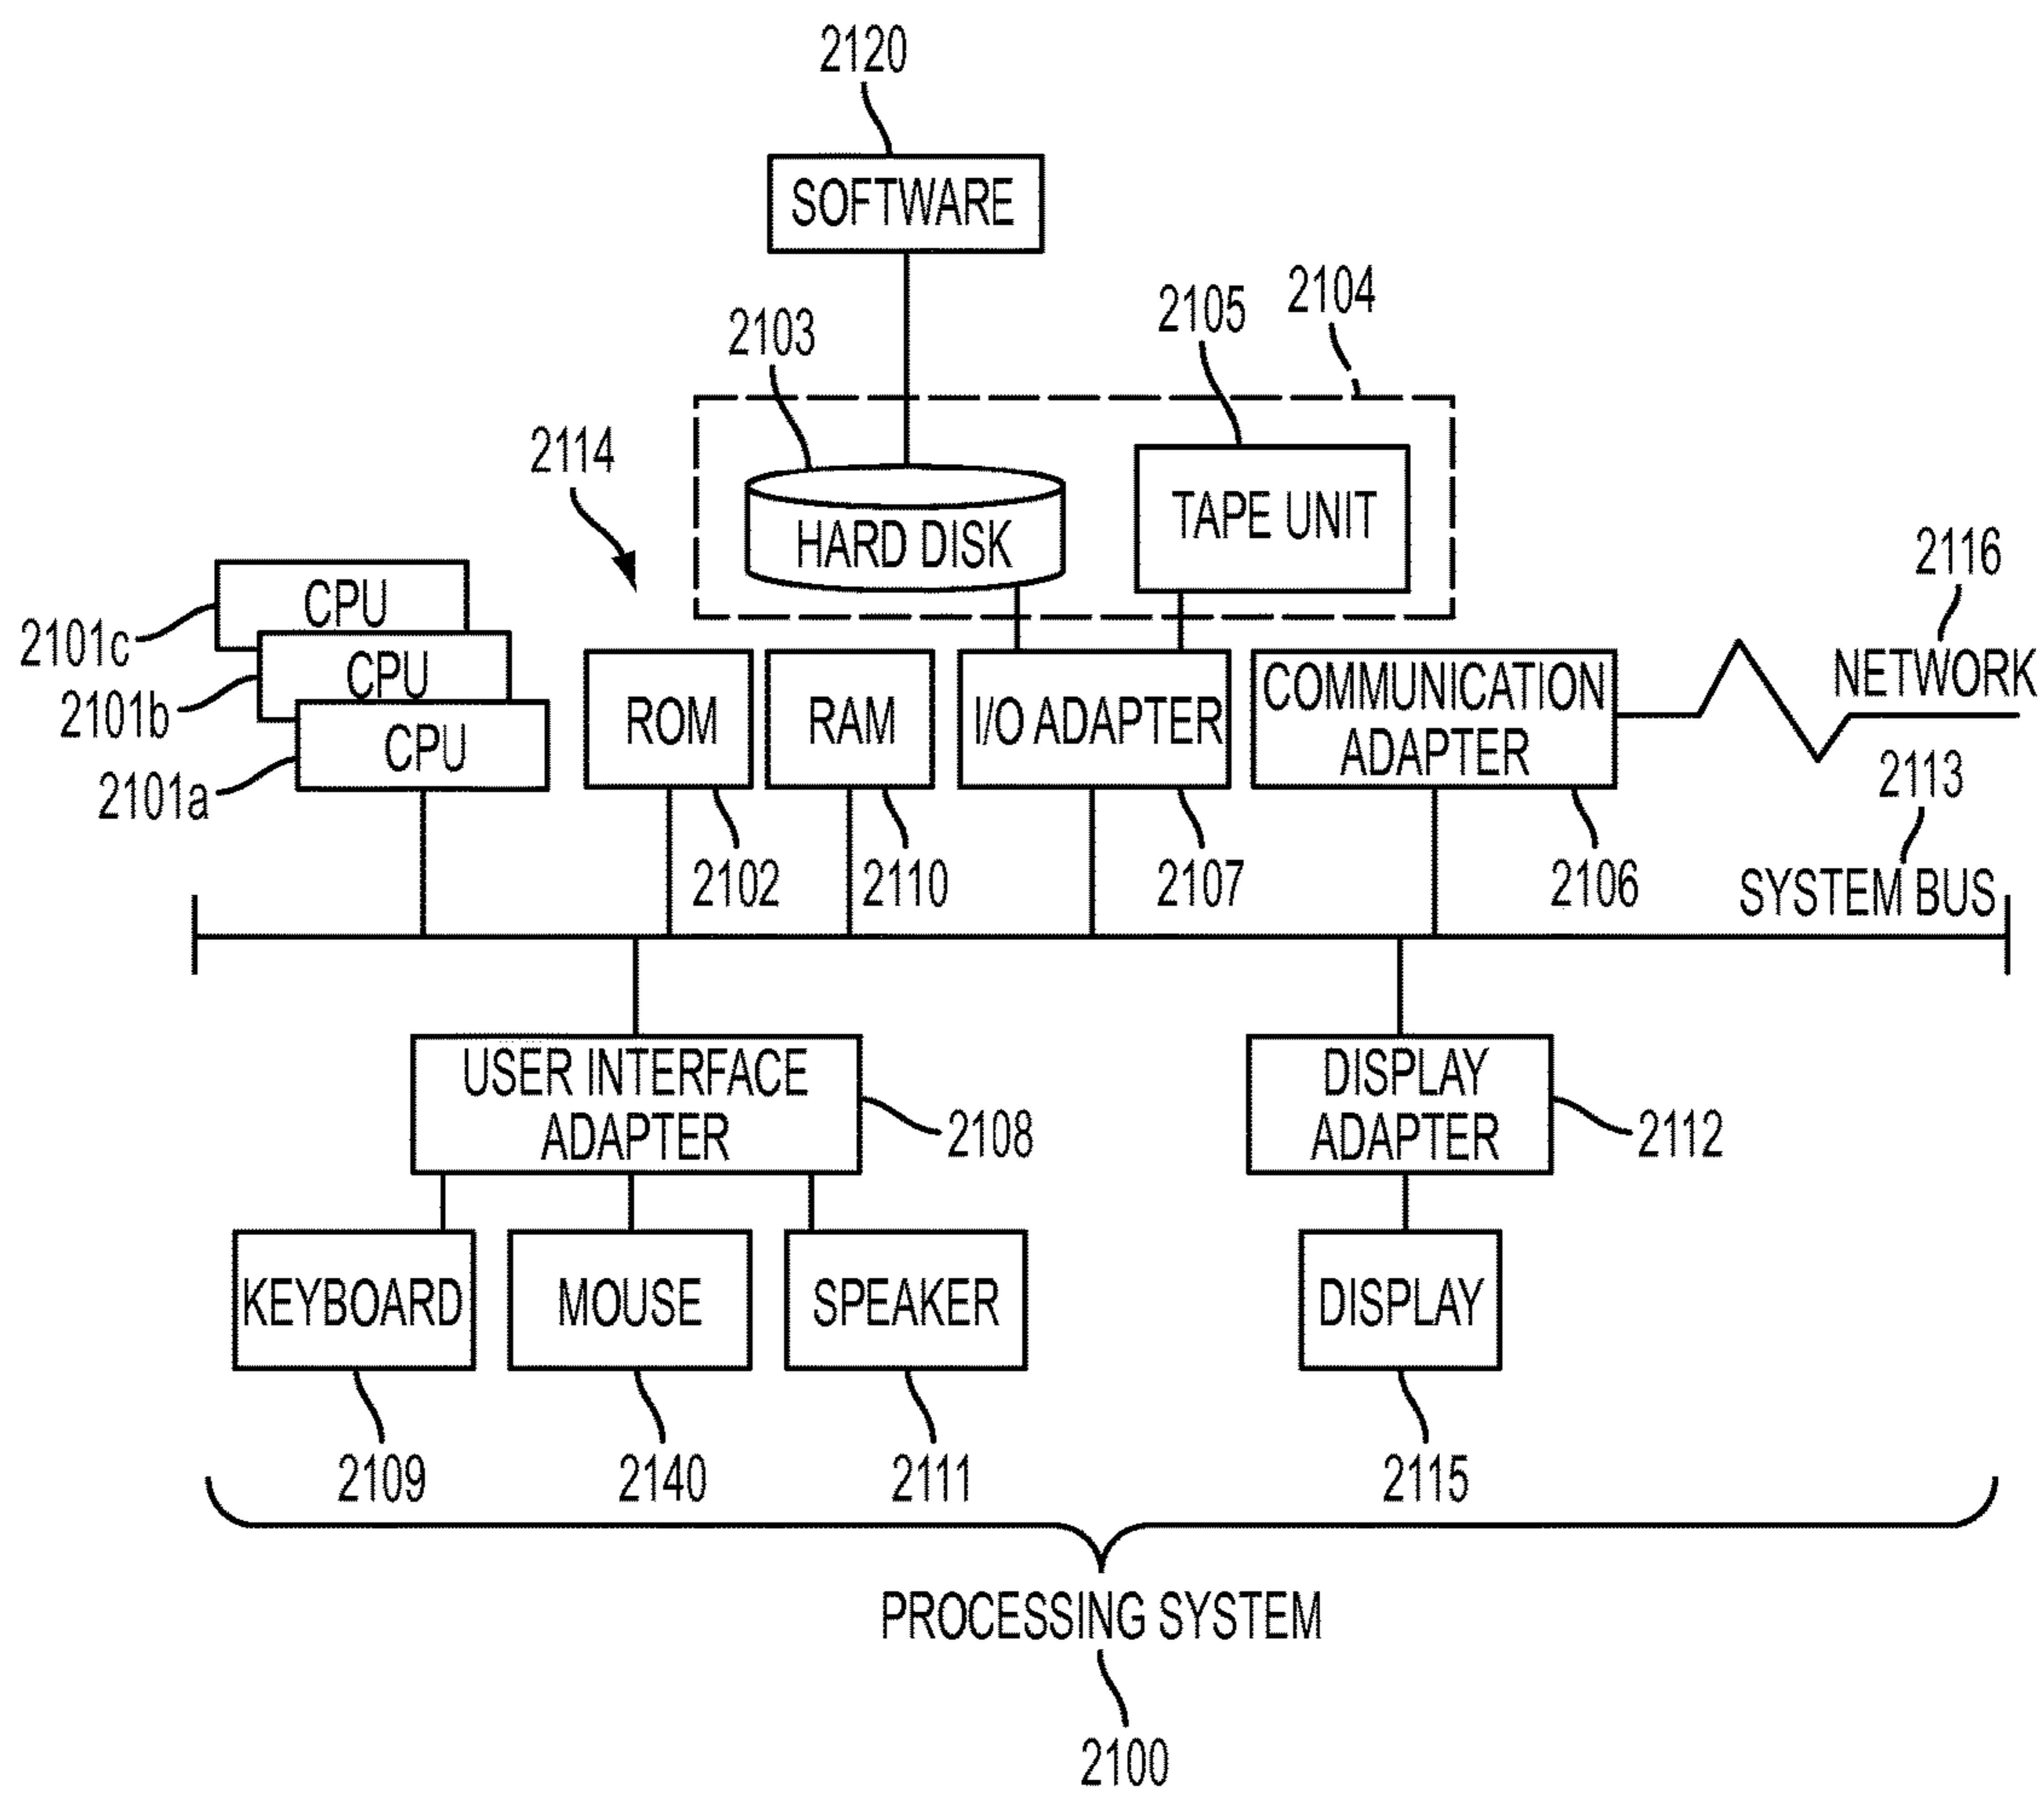 2120
SOFTWARE
2104
2105
2103
2114
HARD DISK
TAPE UNIT
2116
NETWORK
CPU
2101c
CPU
2101b
CPU
2101a
ROM
RAM
I/O ADAPTER
COMMUNICATION
ADAPTER
2113
SYSTEM BUS
2102
2110
2107
2106
USER INTERFACE
ADAPTER
2108
DISPLAY
ADAPTER
2112
KEYBOARD
MOUSE
SPEAKER
DISPLAY
2109
2140
2111
2115
PROCESSING SYSTEM
2100